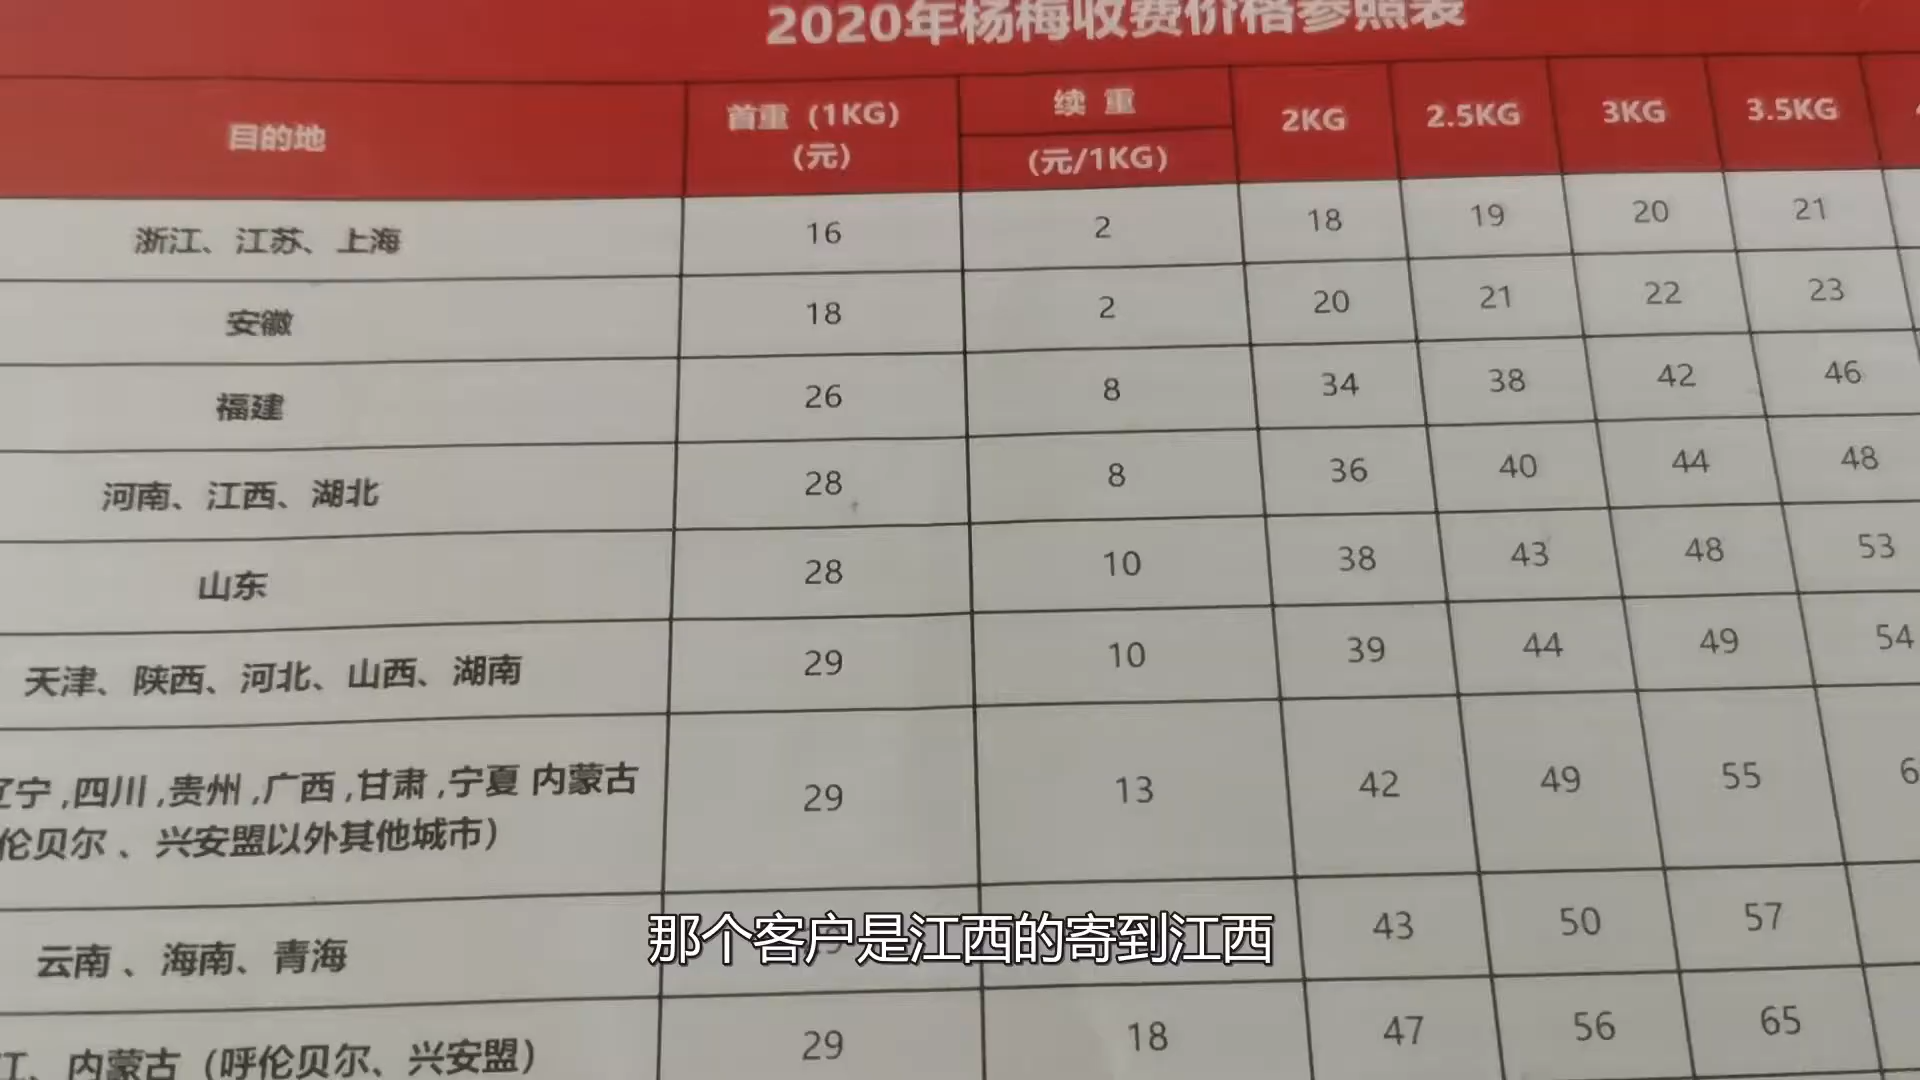 2020年杨梅收费价格参照表
目的地 首重（1KG）（元） 续 重 （元/1KG） 2KG 2.5KG 3KG 3.5KG
浙江、江苏、上海 16 2 18 19 20 21
安徽 18 2 20 21 22 23
福建 26 8 34 38 42 46
河南、江西、湖北 28 8 36 40 44 48
山东 28 10 38 43 48 53
天津、陕西、河北、山西、湖南 29 10 39 44 49 54
宁,四川,贵州,广西,甘肃,宁夏 内蒙古 29 13 42 49 55
伦贝尔、兴安盟以外其他城市）
云南、海南、青海 43 50 57
那个客户是江西的寄到江西
、内蒙古（呼伦贝尔、兴安盟） 29 18 47 56 65